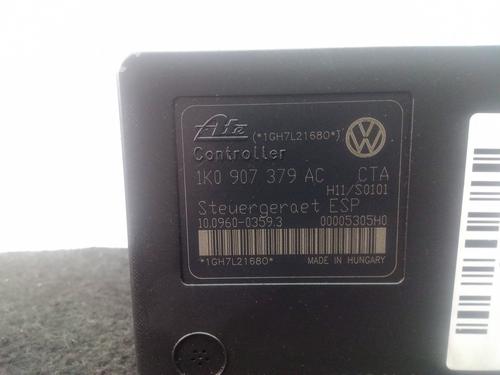 Ate (*1GH7L21680*)
Controller
1K0 907 379 AC CTA
H11/S0101
Steuergeraet ESP
10.0960-0359.3 00005305H0
*1GH7L21680* MADE IN HUNGARY